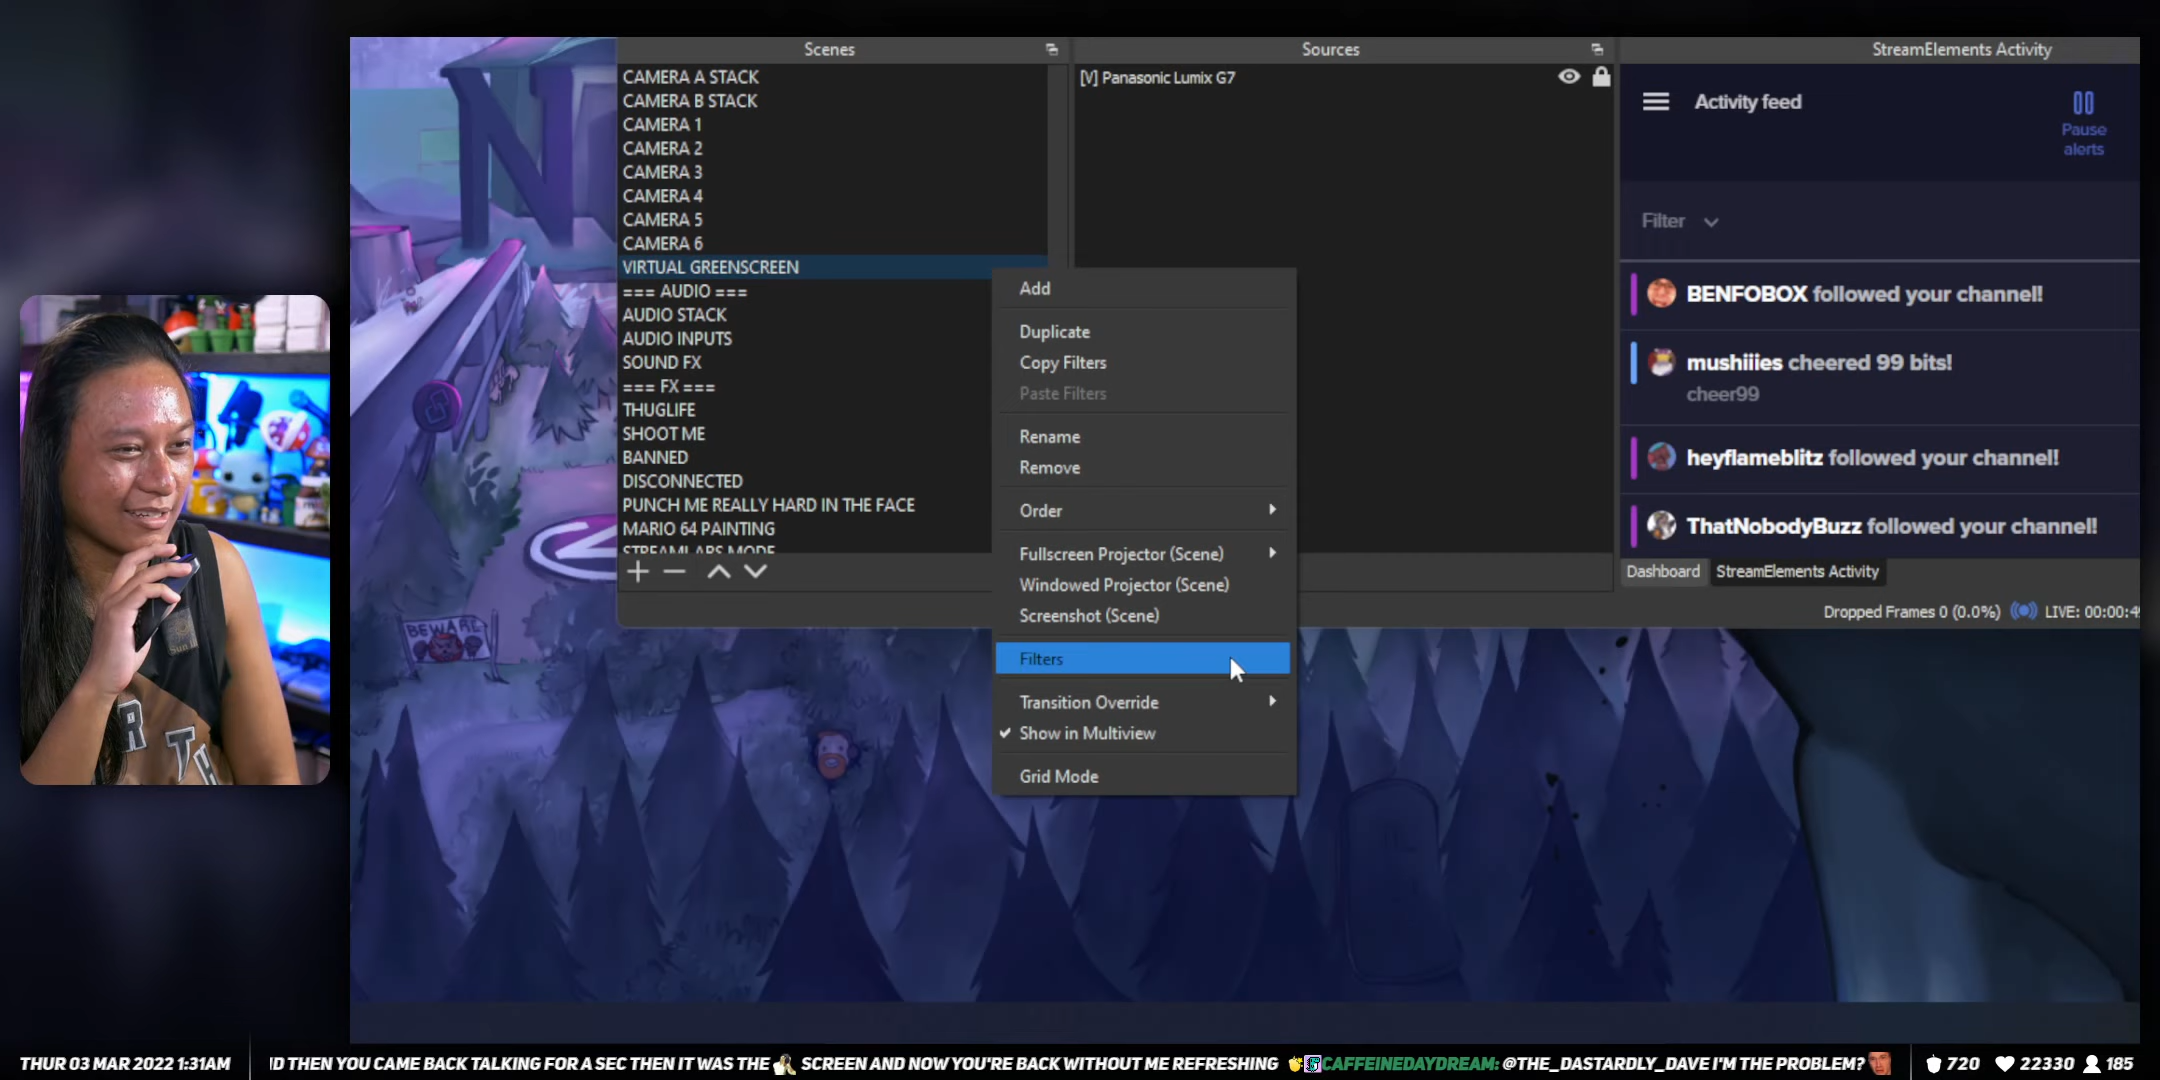 Scenes
CAMERA A STACK
CAMERA B STACK
CAMERA 1
CAMERA 2
CAMERA 3
CAMERA 4
CAMERA 5
CAMERA 6
VIRTUAL GREENSCREEN
=== AUDIO ===
AUDIO STACK
AUDIO INPUTS
SOUND FX
=== FX ===
THUGLIFE
SHOOT ME
BANNED
DISCONNECTED
PUNCH ME REALLY HARD IN THE FACE
MARIO 64 PAINTING
STREAMLABS MODE
Sources
[V] Panasonic Lumix G7
Add
Duplicate
Copy Filters
Paste Filters
Rename
Remove
Order
Fullscreen Projector (Scene)
Windowed Projector (Scene)
Screenshot (Scene)
Filters
Transition Override
Show in Multiview
Grid Mode
StreamElements Activity
Activity feed
Pause
alerts
Filter
BENFOBOX followed your channel!
mushiiies cheered 99 bits!
cheer99
heyflameblitz followed your channel!
ThatNobodyBuzz followed your channel!
Dashboard
StreamElements Activity
Dropped Frames 0 (0.0%)
LIVE: 00:00:4
N
BEWARE
THUR 03 MAR 2022 1:31AM
D THEN YOU CAME BACK TALKING FOR A SEC THEN IT WAS THE SCREEN AND NOW YOU'RE BACK WITHOUT ME REFRESHING CAFFEINEDAYDREAM: @THE_DASTARDLY_DAVE I'M THE PROBLEM?
720 22330 185